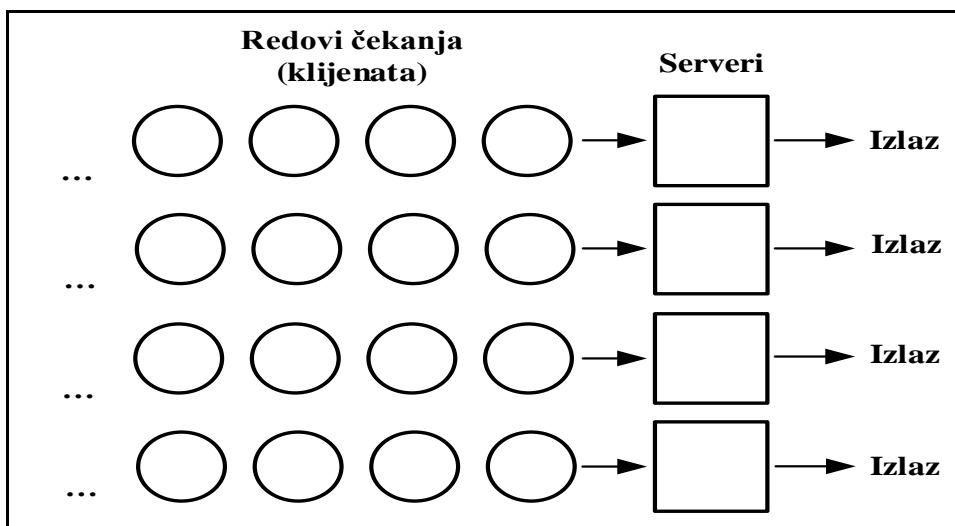 Redovi čekanja
(klijenata)
Serveri
... Izlaz
... Izlaz
... Izlaz
... Izlaz